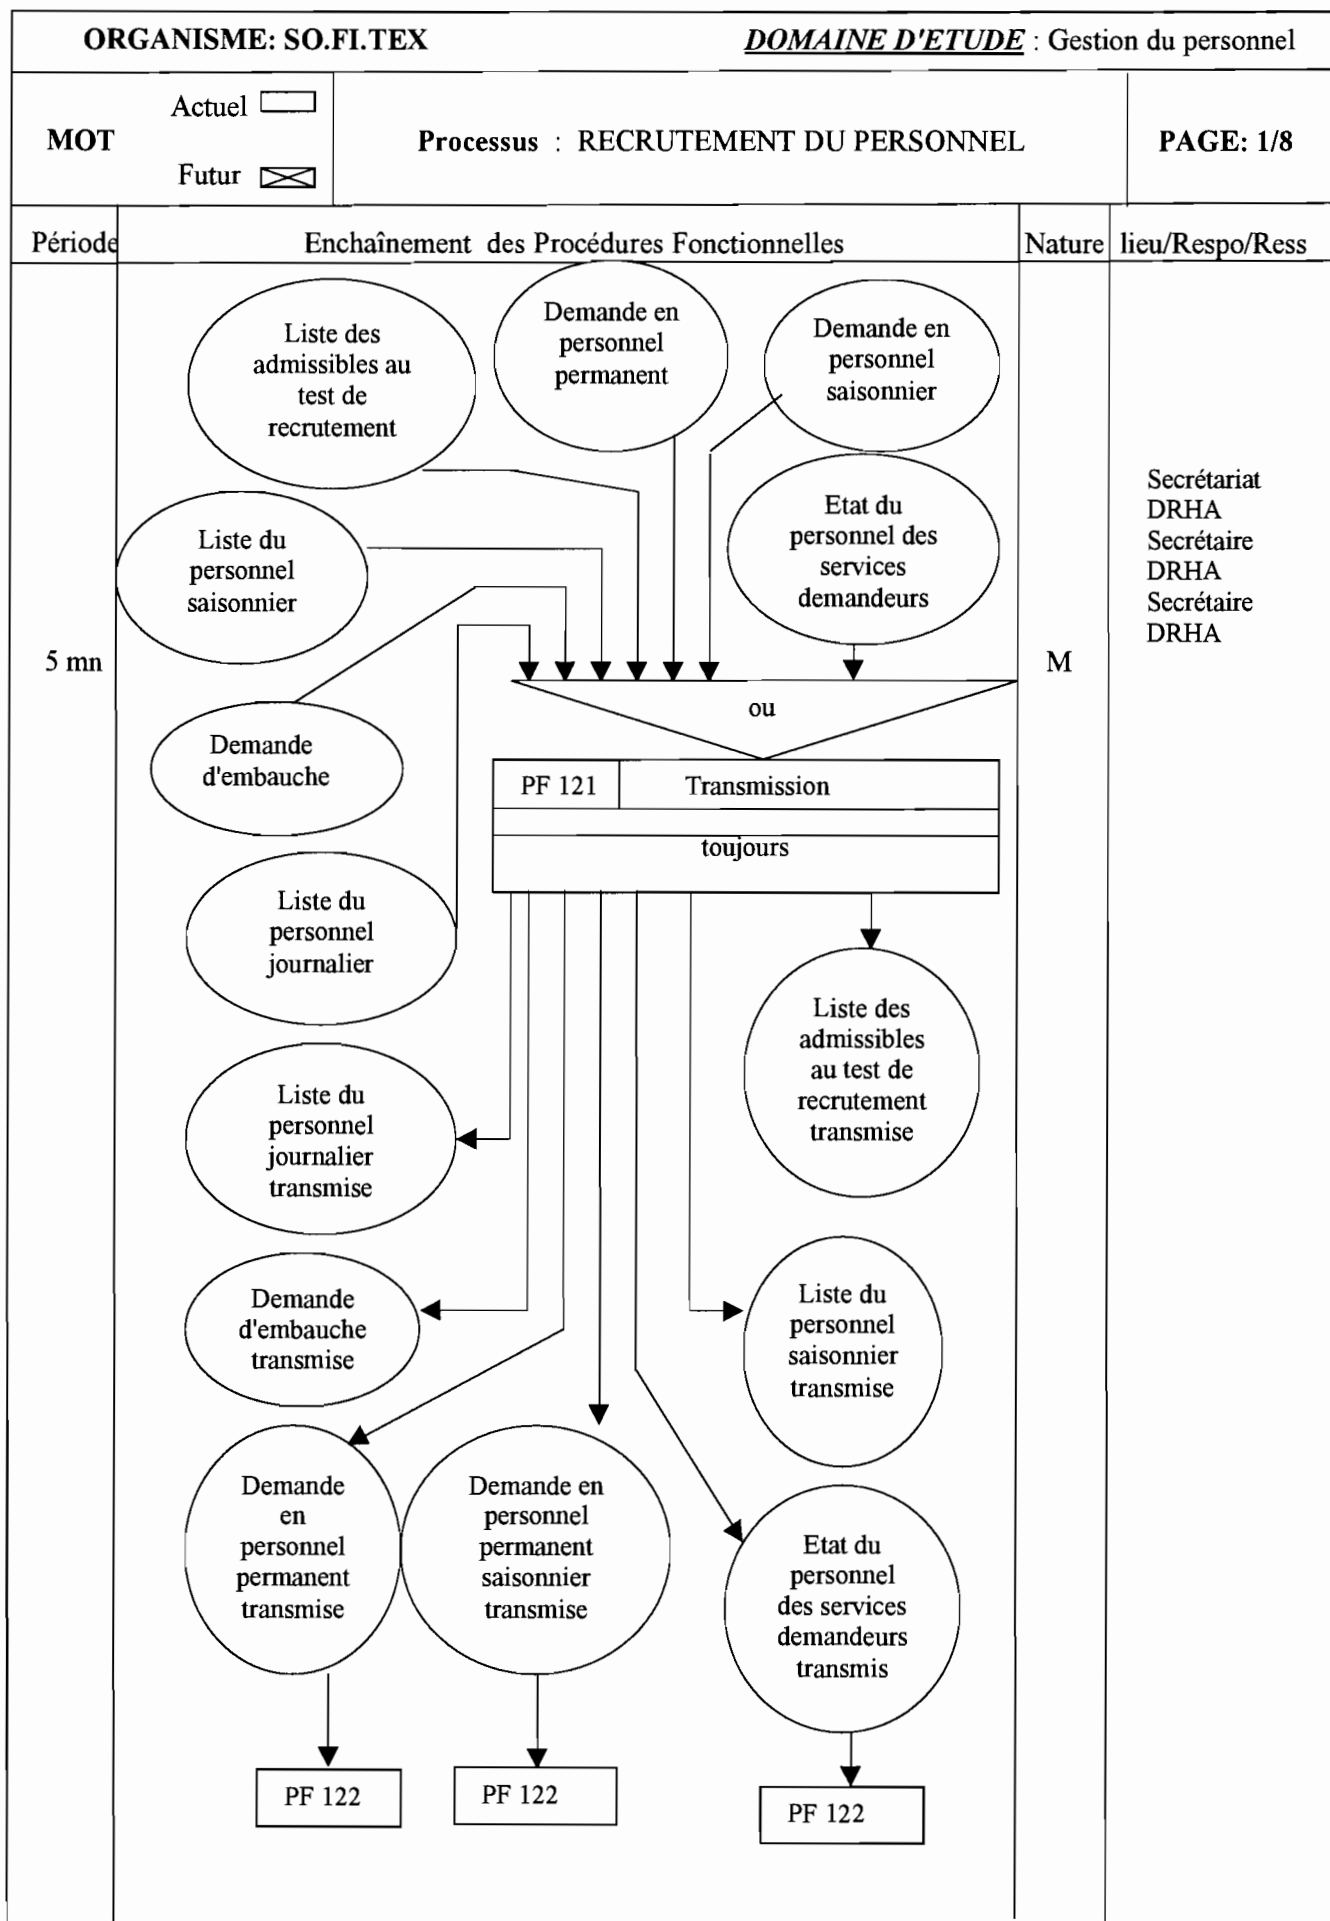 ORGANISME: SO.FI.TEX
DOMAINE D'ETUDE : Gestion du personnel
MOT
Actuel
Futur
Processus : RECRUTEMENT DU PERSONNEL
PAGE: 1/8
Période
Enchaînement des Procédures Fonctionnelles
Nature
lieu/Respo/Ress
Liste des
admissibles au
test de
recrutement
Demande en
personnel
permanent
Demande en
personnel
saisonnier
Liste du
personnel
saisonnier
Etat du
personnel des
services
demandeurs
Secrétariat
DRHA
Secrétaire
DRHA
Secrétaire
DRHA
5 mn
M
ou
Demande
d'embauche
PF 121
Transmission
toujours
Liste du
personnel
journalier
Liste des
admissibles
au test de
recrutement
transmise
Liste du
personnel
journalier
transmise
Demande
d'embauche
transmise
Liste du
personnel
saisonnier
transmise
Demande
en
personnel
permanent
transmise
Demande en
personnel
permanent
saisonnier
transmise
Etat du
personnel
des services
demandeurs
transmis
PF 122
PF 122
PF 122